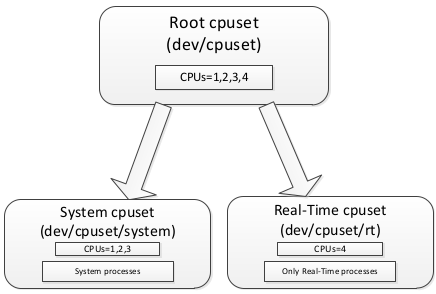 Root cpuset
(dev/cpuset)
CPUs=1,2,3,4
System cpuset
(dev/cpuset/system)
CPUs=1,2,3
System processes
Real-Time cpuset
(dev/cpuset/rt)
CPUs=4
Only Real-Time processes